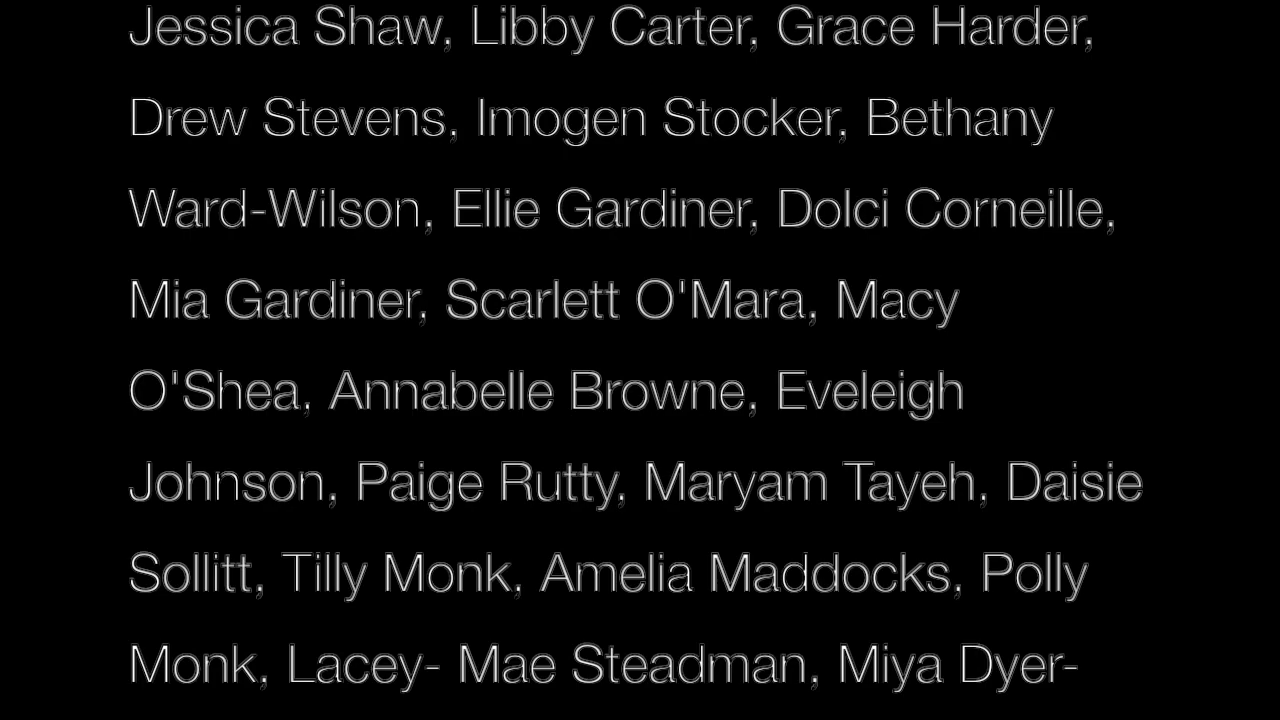 Jessica Shaw, Libby Carter, Grace Harder,
Drew Stevens, Imogen Stocker, Bethany
Ward-Wilson, Ellie Gardiner, Dolci Corneille,
Mia Gardiner, Scarlett O'Mara, Macy
O'Shea, Annabelle Browne, Eveleigh
Johnson, Paige Rutty, Maryam Tayeh, Daisie
Sollitt, Tilly Monk, Amelia Maddocks, Polly
Monk, Lacey- Mae Steadman, Miya Dyer-